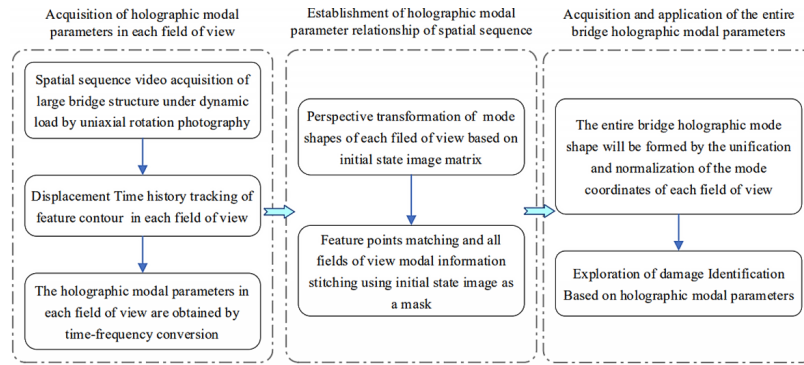 Acquisition of holographic modal
parameters in each field of view
Spatial sequence video acquisition of
large bridge structure under dynamic
load by uniaxial rotation photography
Displacement Time history tracking of
feature contour in each field of view
The holographic modal parameters in
each field of view are obtained by
time-frequency conversion
Establishment of holographic modal
parameter relationship of spatial sequence
Perspective transformation of mode
shapes of each filed of view based on
initial state image matrix
Feature points matching and all
fields of view modal information
stitching using initial state image as
a mask
Acquisition and application of the entire
bridge holographic modal parameters
The entire bridge holographic mode
shape will be formed by the unification
and normalization of the mode
coordinates of each field of view
Exploration of damage Identification
Based on holographic modal parameters